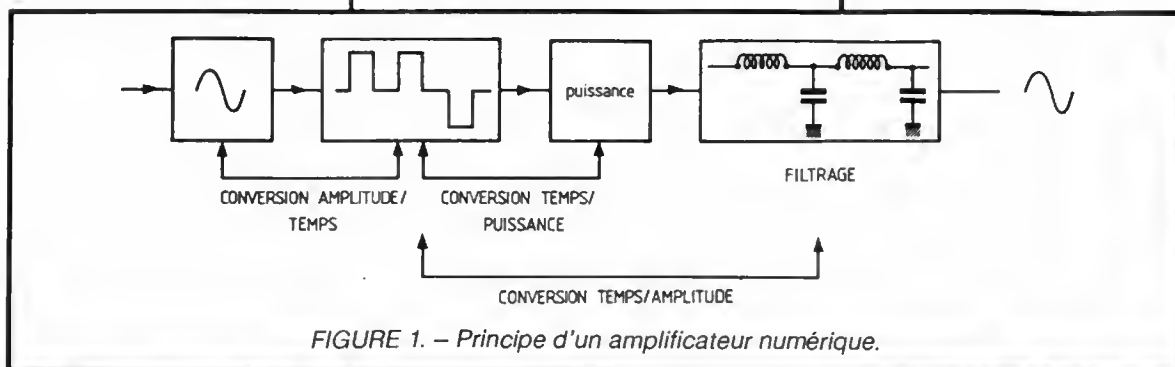 puissance
FILTRAGE
CONVERSION AMPLITUDE/
TEMPS
CONVERSION TEMPS/
PUISSANCE
CONVERSION TEMPS/AMPLITUDE
FIGURE 1. – Principe d'un amplificateur numérique.